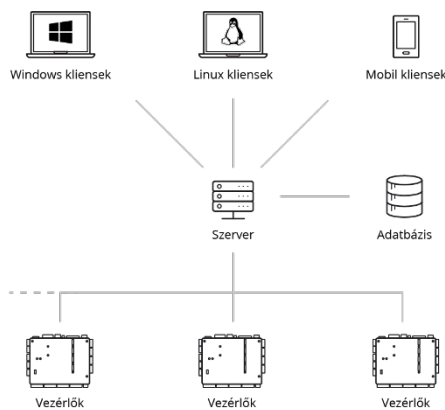 Windows kliensek
Linux kliensek
Mobil kliensek
Szerver
Adatbázis
Vezérlők
Vezérlők
Vezérlők